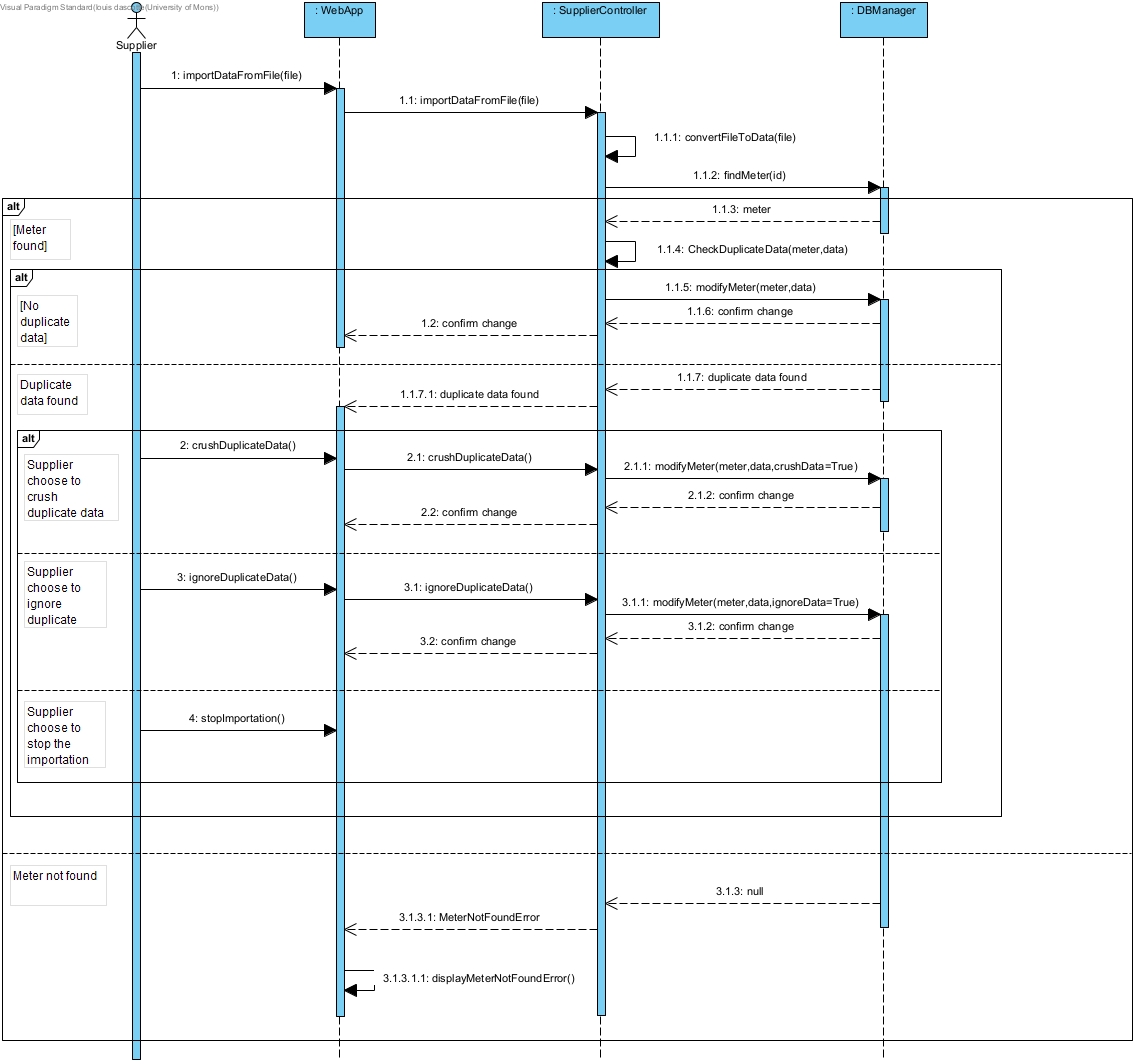 Visual Paradigm Standard(louis dascotte(University of Mons))
: WebApp
: SupplierController
: DBManager
Supplier
1: importDataFromFile(file)
1.1: importDataFromFile(file)
1.1.1: convertFileToData(file)
1.1.2: findMeter(id)
alt
1.1.3: meter
[Meter
found]
1.1.4: CheckDuplicateData(meter,data)
alt
1.1.5: modifyMeter(meter,data)
[No
duplicate
data]
1.1.6: confirm change
1.2: confirm change
Duplicate
data found
1.1.7: duplicate data found
1.1.7.1: duplicate data found
alt
2: crushDuplicateData()
2.1: crushDuplicateData()
Supplier
choose to
crush
duplicate data
2.1.1: modifyMeter(meter,data,crushData=True)
2.1.2: confirm change
2.2: confirm change
Supplier
choose to
ignore
duplicate
3: ignoreDuplicateData()
3.1: ignoreDuplicateData()
3.1.1: modifyMeter(meter,data,ignoreData=True)
3.1.2: confirm change
3.2: confirm change
Supplier
choose to
stop the
importation
4: stopImportation()
Meter not found
3.1.3: null
3.1.3.1: MeterNotFoundError
3.1.3.1.1: displayMeterNotFoundError()